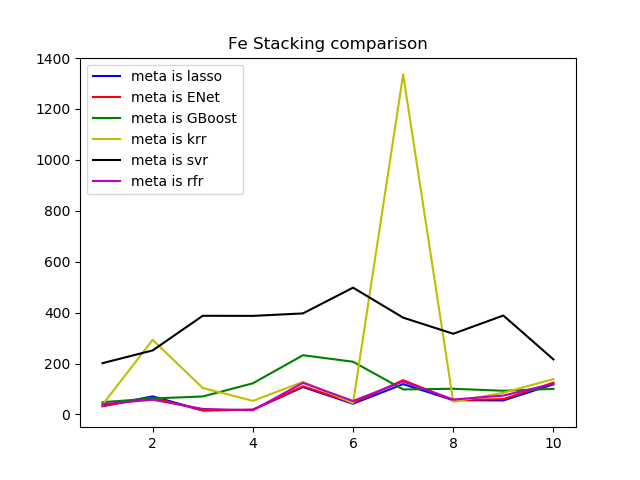 Fe Stacking comparison
1400
1200
1000
800
600
400
200
0
meta is lasso
meta is ENet
meta is GBoost
meta is krr
meta is svr
meta is rfr
2 4 6 8 10